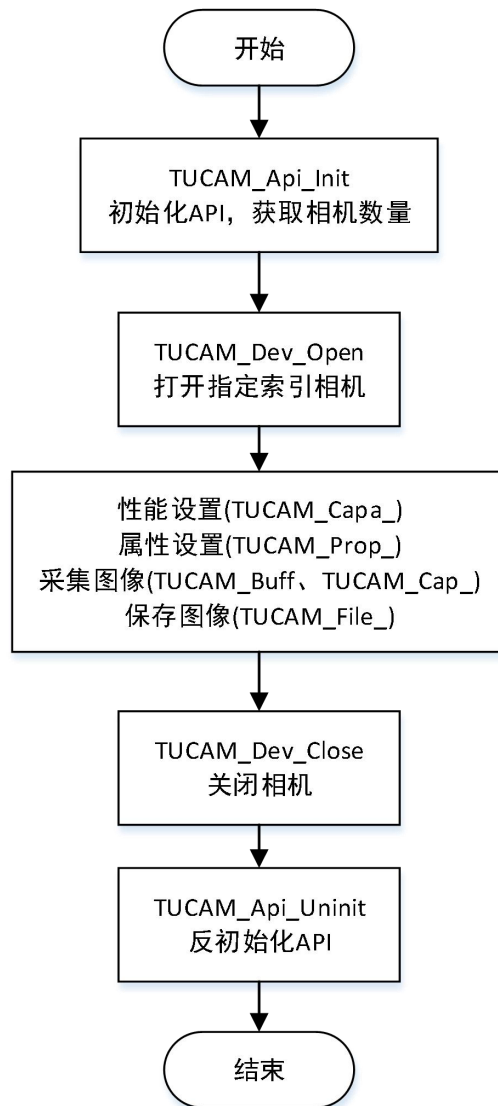 开始
TUCAM_Api_Init
初始化API，获取相机数量
TUCAM_Dev_Open
打开指定索引相机
性能设置(TUCAM_Capa_)
属性设置(TUCAM_Prop_)
采集图像(TUCAM_Buff、TUCAM_Cap_)
保存图像(TUCAM_File_)
TUCAM_Dev_Close
关闭相机
TUCAM_Api_Uninit
反初始化API
结束